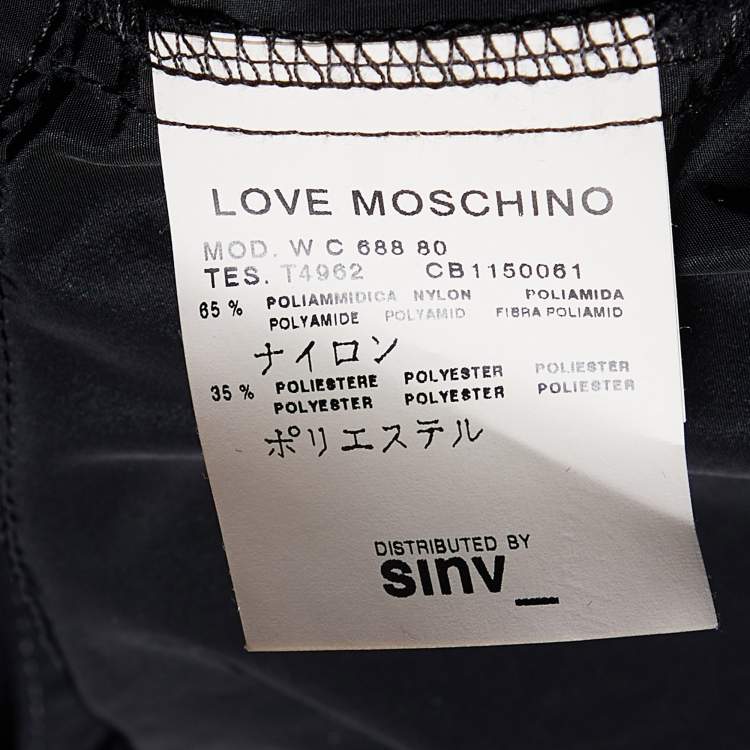 LOVE MOSCHINO
MOD. W C 688 80
TES. T4962 CB1150061
65 % POLIAMMIDICA NYLON POLIAMIDA
POLYAMIDE POLYAMID FIBRA POLIAMID
ナイロン
35 % POLIESTERE POLYESTER POLIESTER
POLYESTER POLYESTER POLIESTER
ポリエステル
DISTRIBUTED BY
sinv_